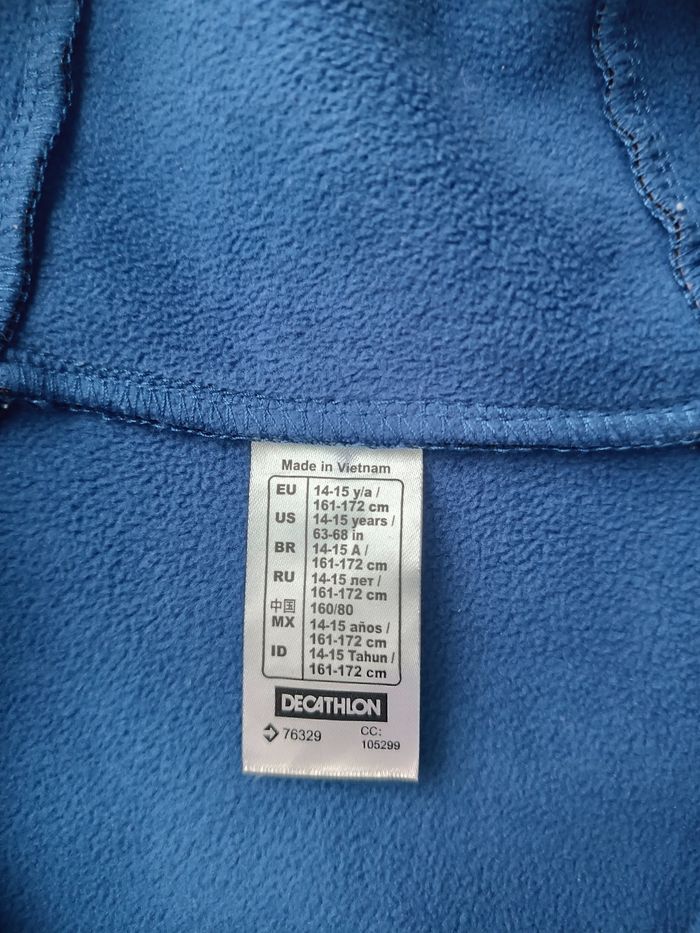 Made in Vietnam
EU 14-15 y/a /
161-172 cm
US 14-15 years /
63-68 in
BR 14-15 A /
161-172 cm
RU 14-15 лет /
161-172 cm
中国 160/80
MX 14-15 años /
161-172 cm
ID 14-15 Tahun /
161-172 cm
DECATHLON
76329 CC:
105299